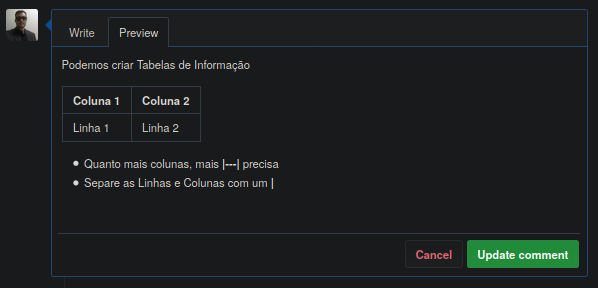 Write Preview
Podemos criar Tabelas de Informação
Coluna 1 Coluna 2
Linha 1 Linha 2
Quanto mais colunas, mais |---| precisa
Separe as Linhas e Colunas com um |
Cancel Update comment